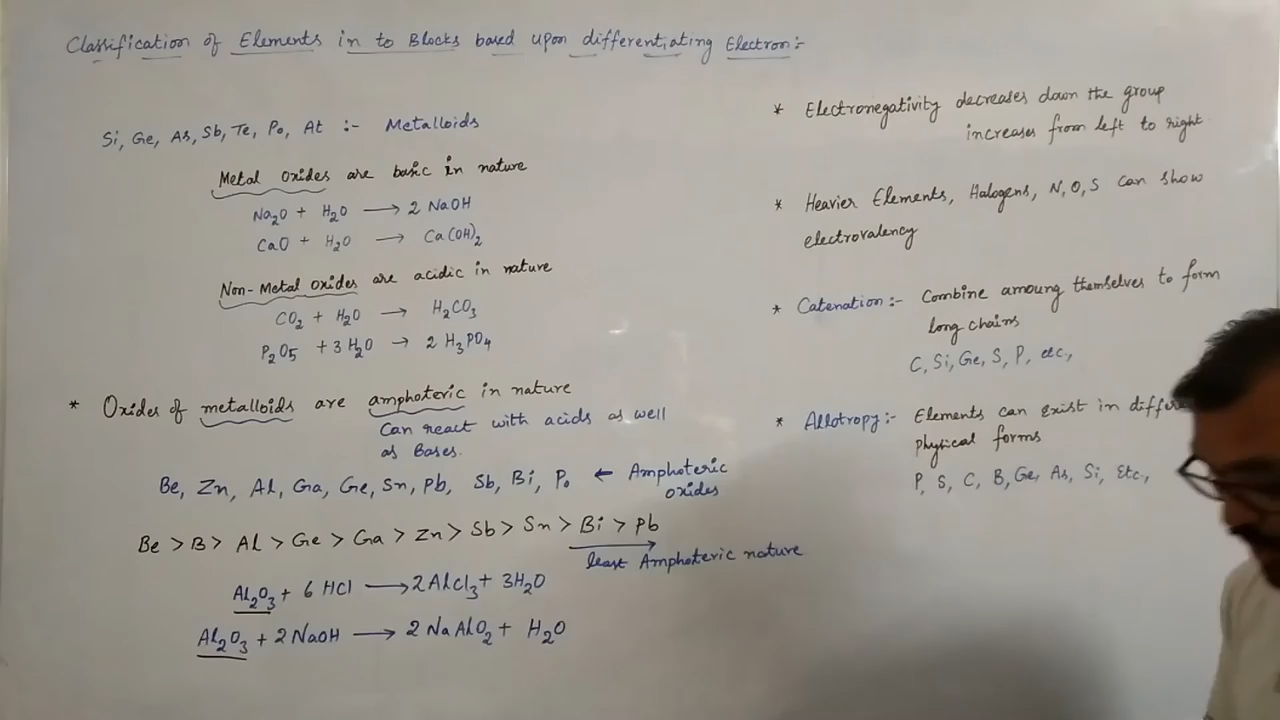 Classification of Elements in to Blocks based upon differentiating Electron:-
Si, Ge, As, Sb, Te, Po, At :- Metalloids
Metal Oxides are basic in nature
Na2O + H2O → 2 NaOH
CaO + H2O → Ca(OH)2
Non-Metal oxides are acidic in nature
CO2 + H2O → H2CO3
P2O5 + 3 H2O → 2 H3PO4
* Oxides of metalloids are amphoteric in nature
Can react with acids as well
as Bases.
Be, Zn, Al, Ga, Ge, Sn, Pb, Sb, Bi, Po ← Amphoteric
oxides
Be > B > Al > Ge > Ga > Zn > Sb > Sn > Bi > Pb
least Amphoteric nature
Al2O3 + 6 HCl → 2 AlCl3 + 3H2O
Al2O3 + 2 NaOH → 2 NaAlO2 + H2O
* Electronegativity decreases down the group
increases from left to right
* Heavier Elements, Halogens, N, O, S can show
electrovalency
* Catenation :- Combine amoung themselves to form
long chains
C, Si, Ge, S, P, etc,
* Allotropy :- Elements can exist in
physical forms
P, S, C, B, Ge, As, Si, Etc,